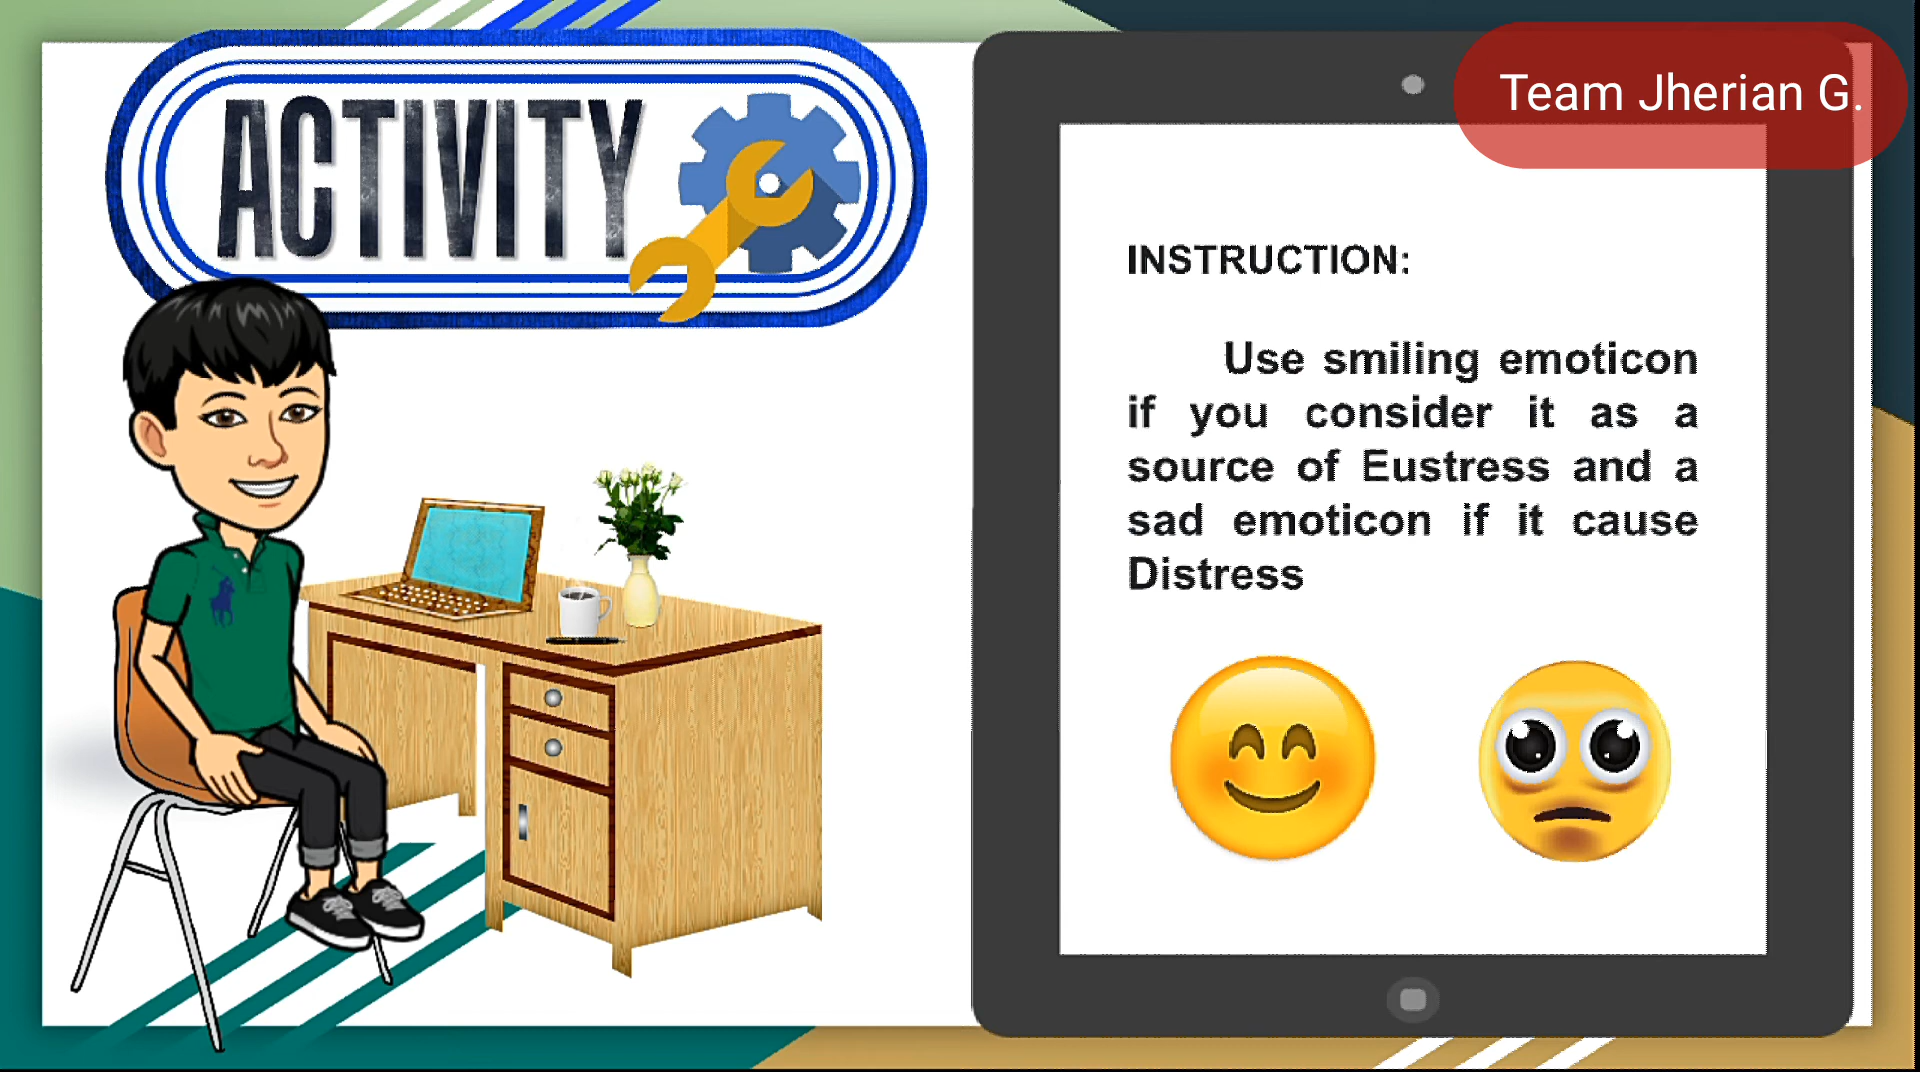 ACTIVITY
Team Jherian G.
INSTRUCTION:
Use smiling emoticon
if you consider it as a
source of Eustress and a
sad emoticon if it cause
Distress